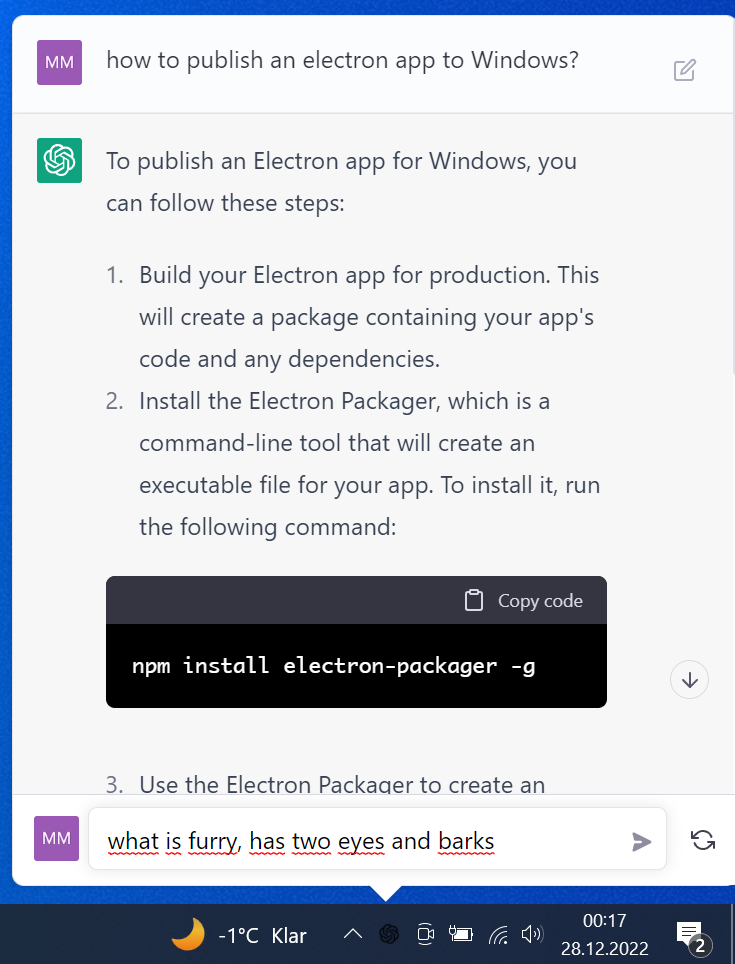 MM
how to publish an electron app to Windows?
To publish an Electron app for Windows, you
can follow these steps:
1. Build your Electron app for production. This
will create a package containing your app's
code and any dependencies.
2. Install the Electron Packager, which is a
command-line tool that will create an
executable file for your app. To install it, run
the following command:
Copy code
npm install electron-packager -g
3. Use the Electron Packager to create an
MM
what is furry, has two eyes and barks
-1°C Klar
00:17
28.12.2022
2